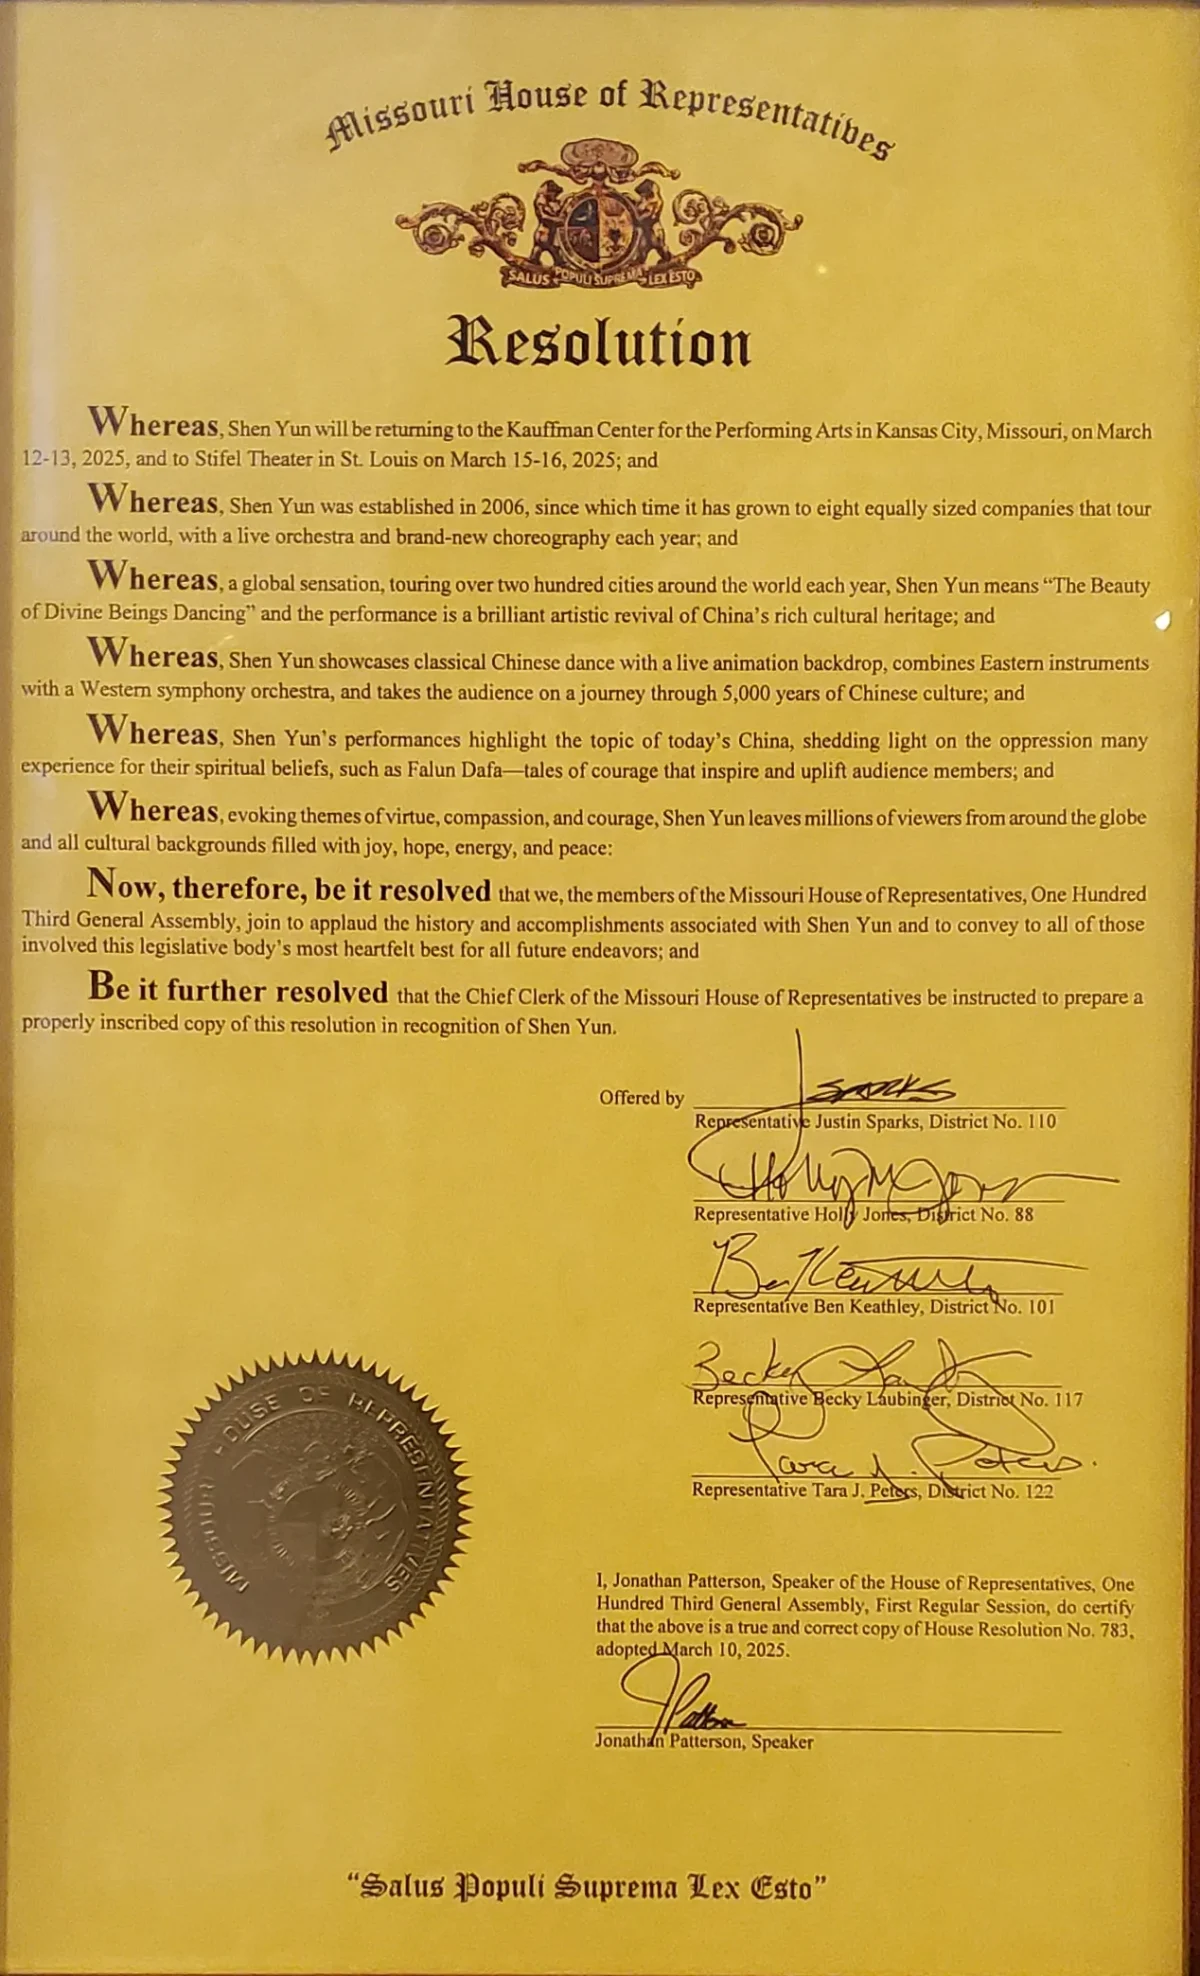 Missouri House of Representatives
SALUS POPULI SUPREMA LEX ESTO
Resolution
Whereas, Shen Yun will be returning to the Kauffman Center for the Performing Arts in Kansas City, Missouri, on March
12-13, 2025, and to Stifel Theater in St. Louis on March 15-16, 2025; and
Whereas, Shen Yun was established in 2006, since which time it has grown to eight equally sized companies that tour
around the world, with a live orchestra and brand-new choreography each year; and
Whereas, a global sensation, touring over two hundred cities around the world each year, Shen Yun means “The Beauty
of Divine Beings Dancing” and the performance is a brilliant artistic revival of China’s rich cultural heritage; and
Whereas, Shen Yun showcases classical Chinese dance with a live animation backdrop, combines Eastern instruments
with a Western symphony orchestra, and takes the audience on a journey through 5,000 years of Chinese culture; and
Whereas, Shen Yun’s performances highlight the topic of today’s China, shedding light on the oppression many
experience for their spiritual beliefs, such as Falun Dafa—tales of courage that inspire and uplift audience members; and
Whereas, evoking themes of virtue, compassion, and courage, Shen Yun leaves millions of viewers from around the globe
and all cultural backgrounds filled with joy, hope, energy, and peace:
Now, therefore, be it resolved that we, the members of the Missouri House of Representatives, One Hundred
Third General Assembly, join to applaud the history and accomplishments associated with Shen Yun and to convey to all of those
involved this legislative body’s most heartfelt best for all future endeavors; and
Be it further resolved that the Chief Clerk of the Missouri House of Representatives be instructed to prepare a
properly inscribed copy of this resolution in recognition of Shen Yun.
J SPARKS
Offered by
Representative Justin Sparks, District No. 110
Holly M Jones
Representative Holly Jones, District No. 88
Ben Keathley
Representative Ben Keathley, District No. 101
Becky
Representative Becky Laubinger, District No. 117
Tara J. Peters
Representative Tara J. Peters, District No. 122
MISSOURI HOUSE OF REPRESENTATIVES
I, Jonathan Patterson, Speaker of the House of Representatives, One
Hundred Third General Assembly, First Regular Session, do certify
that the above is a true and correct copy of House Resolution No. 783,
adopted March 10, 2025.
Jonathan Patterson, Speaker
“Salus Populi Suprema Lex Esto”